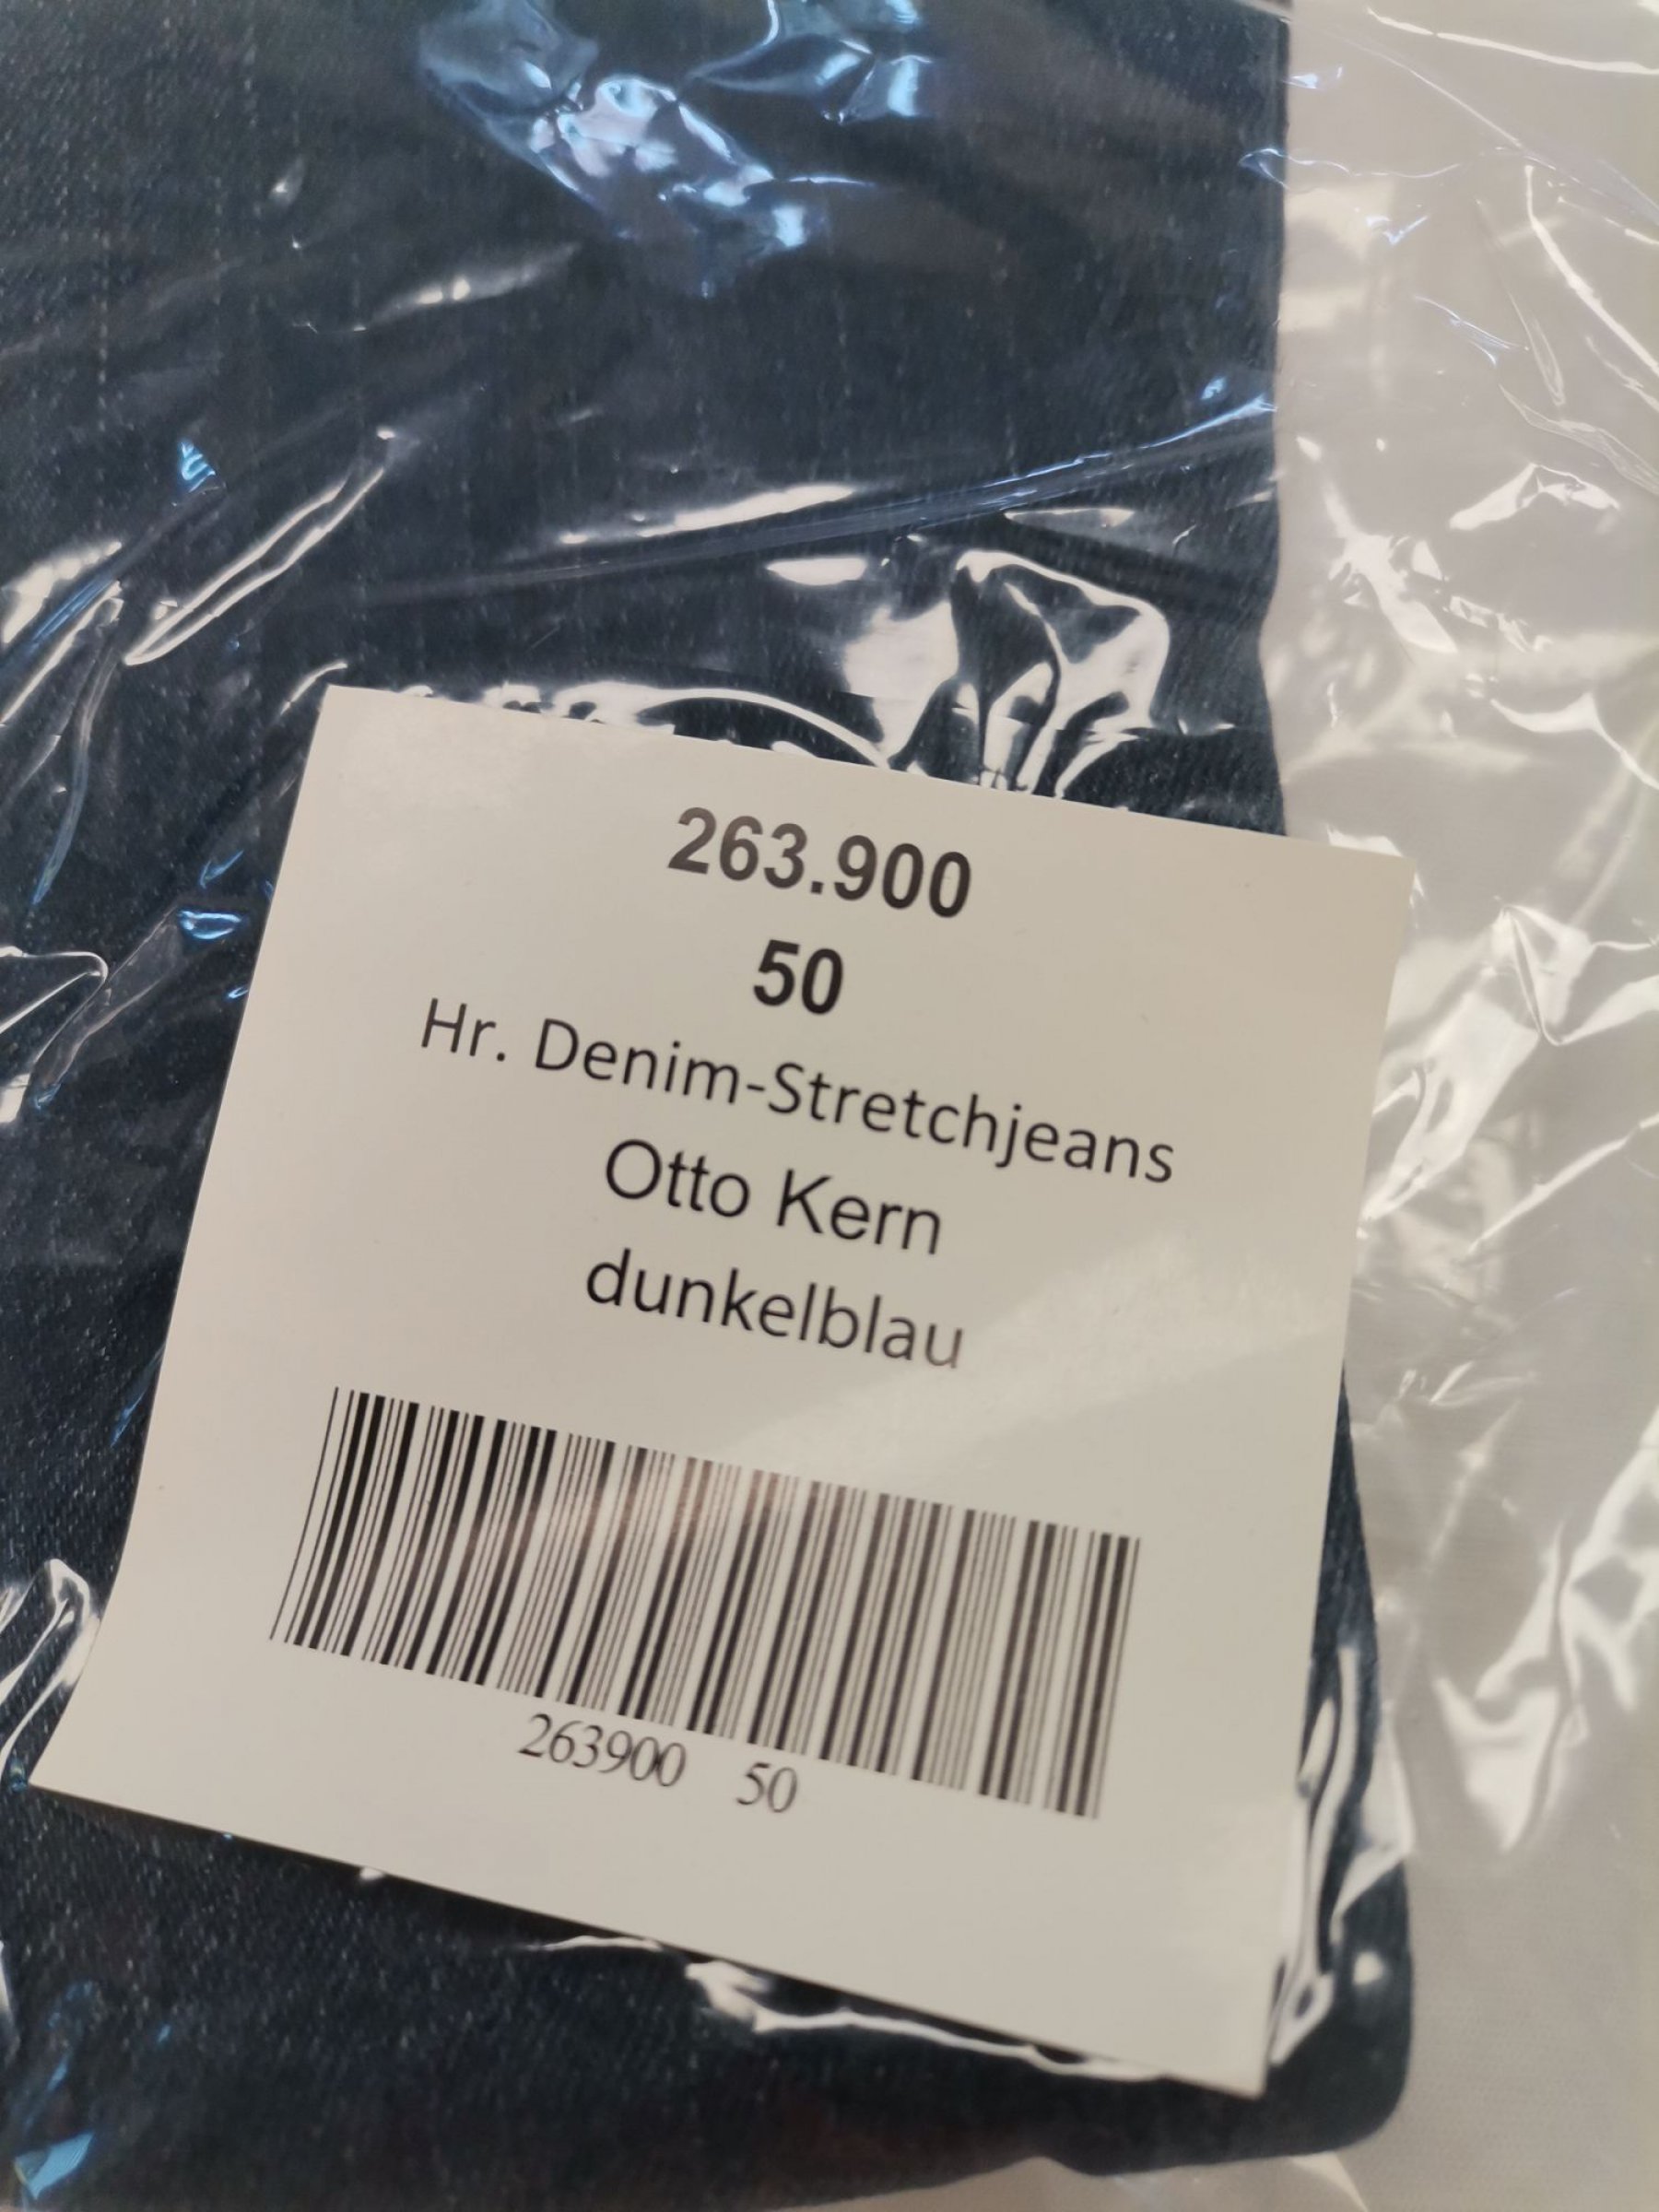 263.900
50
Hr. Denim-Stretchjeans
Otto Kern
dunkelblau
263900 50